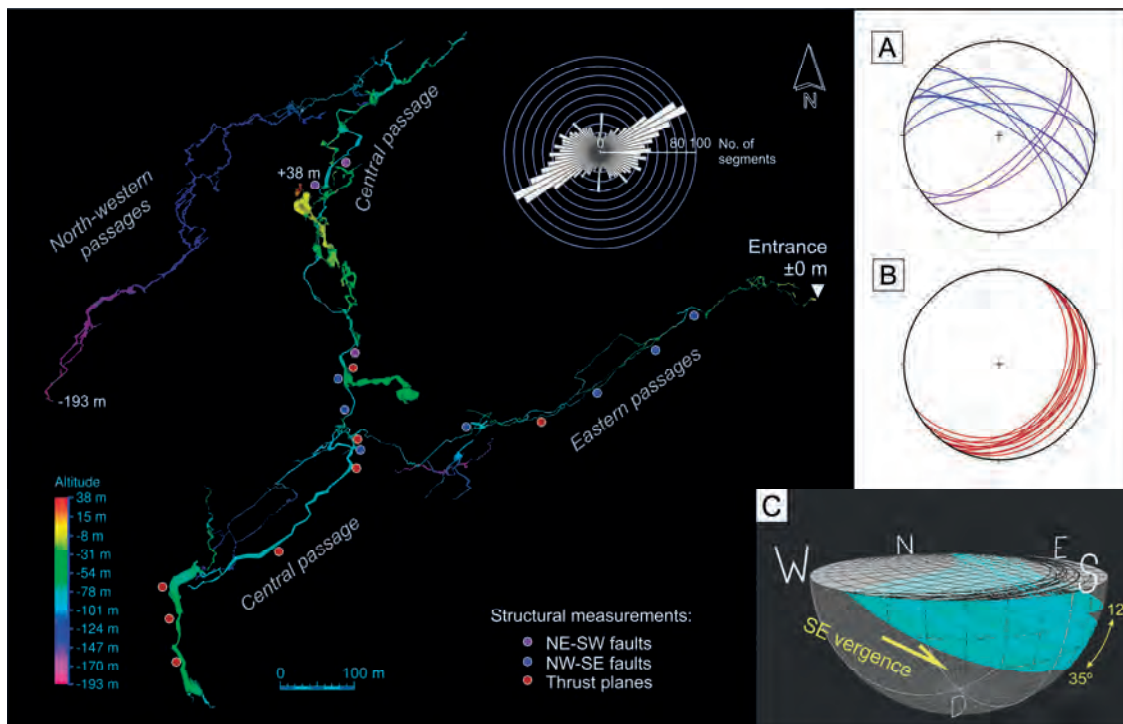 North-western
passages
+38 m
Central passage
0
80 100
No. of
segments
N
Entrance
±0 m
-193 m
Eastern passages
Central passage
Altitude
38 m
15 m
-8 m
-31 m
-54 m
-78 m
-101 m
-124 m
-147 m
-170 m
-193 m
0
100 m
Structural measurements:
NE-SW faults
NW-SE faults
Thrust planes
A
B
C
W
N
E
S
D
SE vergence
12
35º